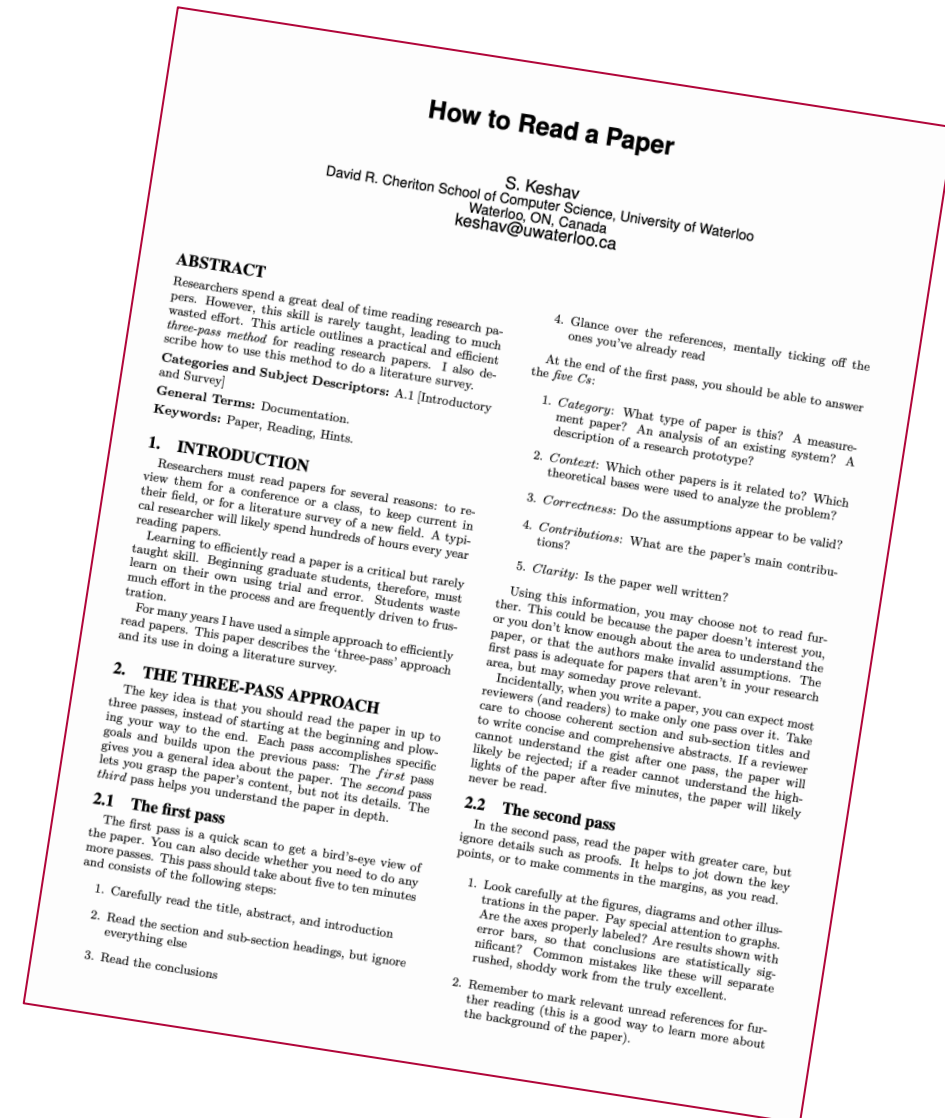 How to Read a Paper
S. Keshav
David R. Cheriton School of Computer Science, University of Waterloo
Waterloo, ON, Canada
keshav@uwaterloo.ca
ABSTRACT
Researchers spend a great deal of time reading research pa-
pers. However, this skill is rarely taught, leading to much
wasted effort. This article outlines a practical and efficient
three-pass method for reading research papers. I also de-
scribe how to use this method to do a literature survey.
Categories and Subject Descriptors: A.1 [Introductory
and Survey]
General Terms: Documentation.
Keywords: Paper, Reading, Hints.
1. INTRODUCTION
Researchers must read papers for several reasons: to re-
view them for a conference or a class, to keep current in
their field, or for a literature survey of a new field. A typi-
cal researcher will likely spend hundreds of hours every year
reading papers.
Learning to efficiently read a paper is a critical but rarely
taught skill. Beginning graduate students, therefore, must
learn on their own using trial and error. Students waste
much effort in the process and are frequently driven to frus-
tration.
For many years I have used a simple approach to efficiently
read papers. This paper describes the 'three-pass' approach
and its use in doing a literature survey.
2. THE THREE-PASS APPROACH
The key idea is that you should read the paper in up to
three passes, instead of starting at the beginning and plow-
ing your way to the end. Each pass accomplishes specific
goals and builds upon the previous pass: The first pass
gives you a general idea about the paper. The second pass
lets you grasp the paper's content, but not its details. The
third pass helps you understand the paper in depth.
2.1 The first pass
The first pass is a quick scan to get a bird's-eye view of
the paper. You can also decide whether you need to do any
more passes. This pass should take about five to ten minutes
and consists of the following steps:
1. Carefully read the title, abstract, and introduction
2. Read the section and sub-section headings, but ignore
everything else
3. Read the conclusions
4. Glance over the references, mentally ticking off the
ones you've already read
At the end of the first pass, you should be able to answer
the five Cs:
1. Category: What type of paper is this? A measure-
ment paper? An analysis of an existing system? A
description of a research prototype?
2. Context: Which other papers is it related to? Which
theoretical bases were used to analyze the problem?
3. Correctness: Do the assumptions appear to be valid?
4. Contributions: What are the paper's main contribu-
tions?
5. Clarity: Is the paper well written?
Using this information, you may choose not to read fur-
ther. This could be because the paper doesn't interest you,
or you don't know enough about the area to understand the
paper, or that the authors make invalid assumptions. The
first pass is adequate for papers that aren't in your research
area, but may someday prove relevant.
Incidentally, when you write a paper, you can expect most
reviewers (and readers) to make only one pass over it. Take
care to choose coherent section and sub-section titles and
to write concise and comprehensive abstracts. If a reviewer
cannot understand the gist after one pass, the paper will
likely be rejected; if a reader cannot understand the high-
lights of the paper after five minutes, the paper will likely
never be read.
2.2 The second pass
In the second pass, read the paper with greater care, but
ignore details such as proofs. It helps to jot down the key
points, or to make comments in the margins, as you read.
1. Look carefully at the figures, diagrams and other illus-
trations in the paper. Pay special attention to graphs.
Are the axes properly labeled? Are results shown with
error bars, so that conclusions are statistically sig-
nificant? Common mistakes like these will separate
rushed, shoddy work from the truly excellent.
2. Remember to mark relevant unread references for fur-
ther reading (this is a good way to learn more about
the background of the paper).